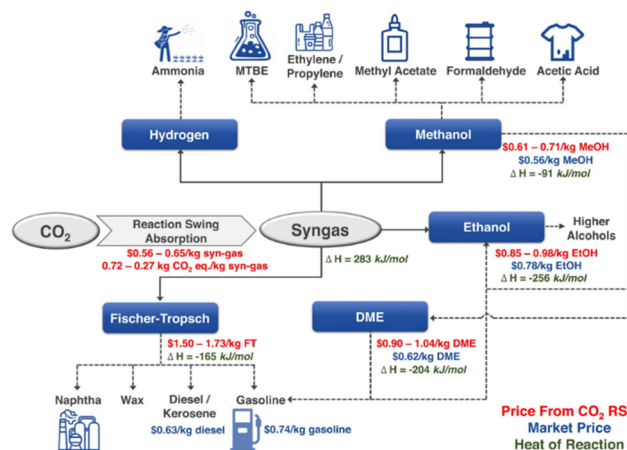 Ammonia
MTBE
Ethylene /
Propylene
Methyl Acetate
Formaldehyde
Acetic Acid
Hydrogen
Methanol
$0.61 – 0.71/kg MeOH
$0.56/kg MeOH
Δ H = -91 kJ/mol
CO2
Reaction Swing
Absorption
Syngas
Ethanol
Higher
Alcohols
$0.56 – 0.65/kg syn-gas
0.72 – 0.27 kg CO2 eq./kg syn-gas
Δ H = 283 kJ/mol
$0.85 – 0.98/kg EtOH
$0.78/kg EtOH
Δ H = -256 kJ/mol
Fischer-Tropsch
DME
$1.50 – 1.73/kg FT
Δ H = -165 kJ/mol
$0.90 – 1.04/kg DME
$0.62/kg DME
Δ H = -204 kJ/mol
Naphtha
Wax
Diesel /
Kerosene
Gasoline
$0.63/kg diesel
$0.74/kg gasoline
Price From CO2 RS
Market Price
Heat of Reaction